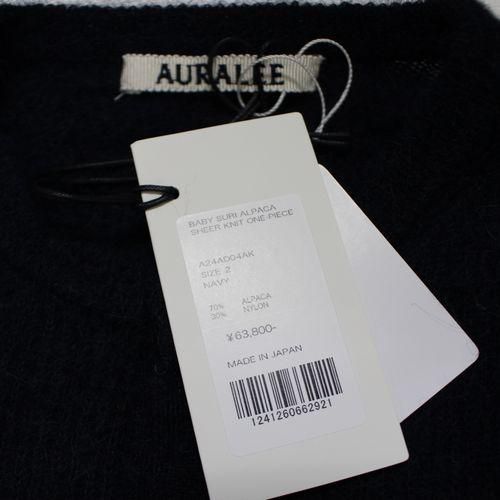 AURALEE
BABY SURI ALPACA
SHEER KNIT ONE-PIECE
A24AD04AK
SIZE 2
NAVY
70% ALPACA
30% NYLON
¥63,800-
MADE IN JAPAN
1241260662921